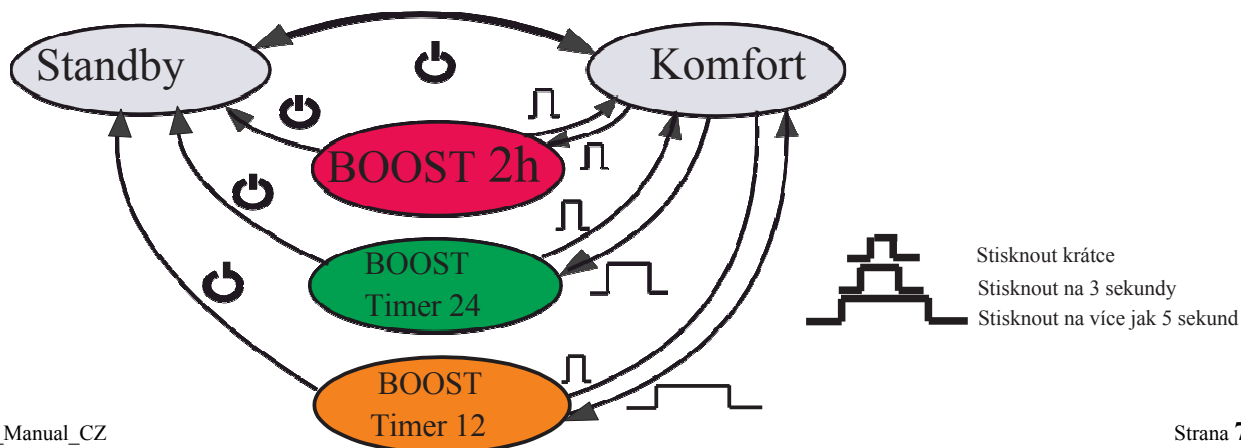 Standby
Komfort
BOOST 2h
BOOST
Timer 24
BOOST
Timer 12
Stisknout krátce
Stisknout na 3 sekundy
Stisknout na více jak 5 sekund
_Manual_CZ
Strana 7